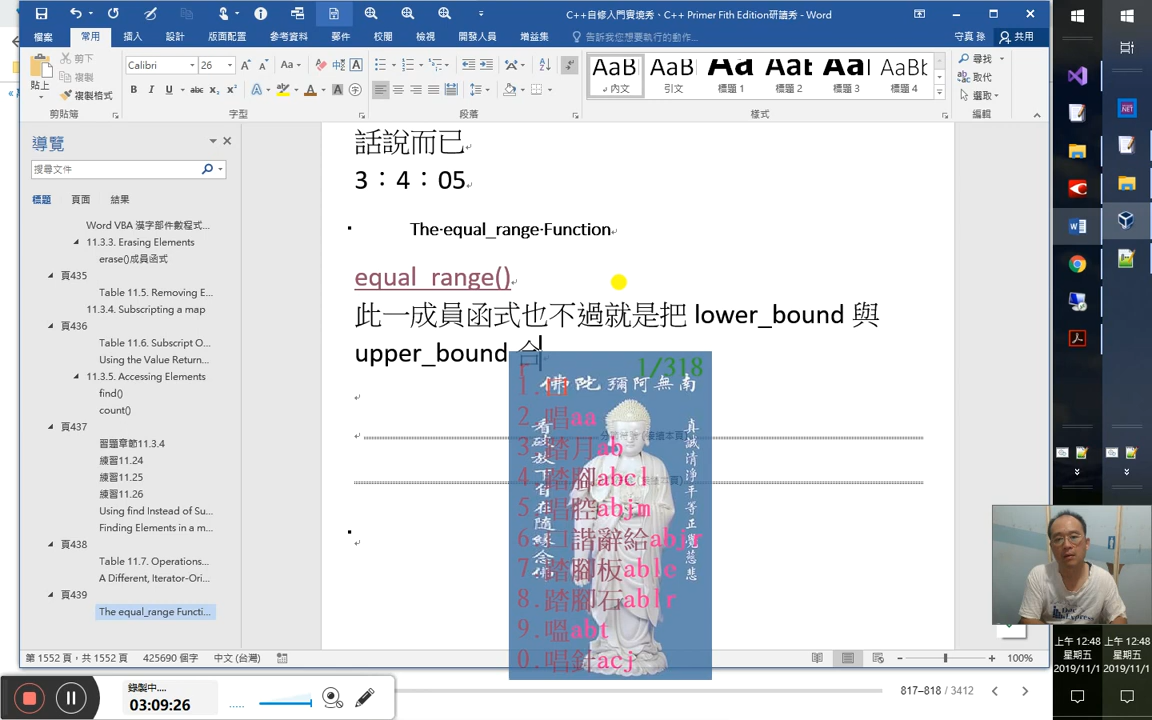 C++自修入門實境秀、C++ Primer Fith Edition研讀秀 - Word
檔案 常用 插入 設計 版面配置 參考資料 郵件 校閱 檢視 開發人員 增益集 告訴我您想要執行的動作... 守真 孫 共用
貼上
剪下
複製
複製格式
剪貼簿
Calibri 26
字型
段落
AaB AaB Aa Aat Aal AaBb
內文 引文 標題 1 標題 2 標題 3 標題 4
樣式
尋找
取代
選取
編輯
導覽
搜尋文件
標題 頁面 結果
Word VBA 漢字部件數程式...
11.3.3. Erasing Elements
erase()成員函式
頁435
Table 11.5. Removing E...
11.3.4. Subscripting a map
頁436
Table 11.6. Subscript O...
Using the Value Return...
11.3.5. Accessing Elements
find()
count()
頁437
習題章節11.3.4
練習11.24
練習11.25
練習11.26
Using find Instead of Su...
Finding Elements in a m...
頁438
Table 11.7. Operations...
A Different, Iterator-Ori...
頁439
The equal_range Functi...
話說而已
3：4：05
The equal_range Function
equal_range()
此一成員函式也不過就是把 lower_bound 與
upper_bound 合
1/318
南無阿彌陀佛
真誠清淨平等正覺慈悲
看破放下自在隨緣念佛
1.口
2.唱aa
3.踏月ab
4.踏腳abcl
5.唱腔abjm
6.口諧辭給abjr
7.踏腳板ablc
8.踏腳石ablr
9.嗢abt
0.唱針acj
第 1552 頁，共 1552 頁 425690 個字 中文 (台灣) 100%
錄製中....
03:09:26
817–818 / 3412
上午 12:48
星期五
2019/11/1
上午 12:48
星期五
2019/11/1